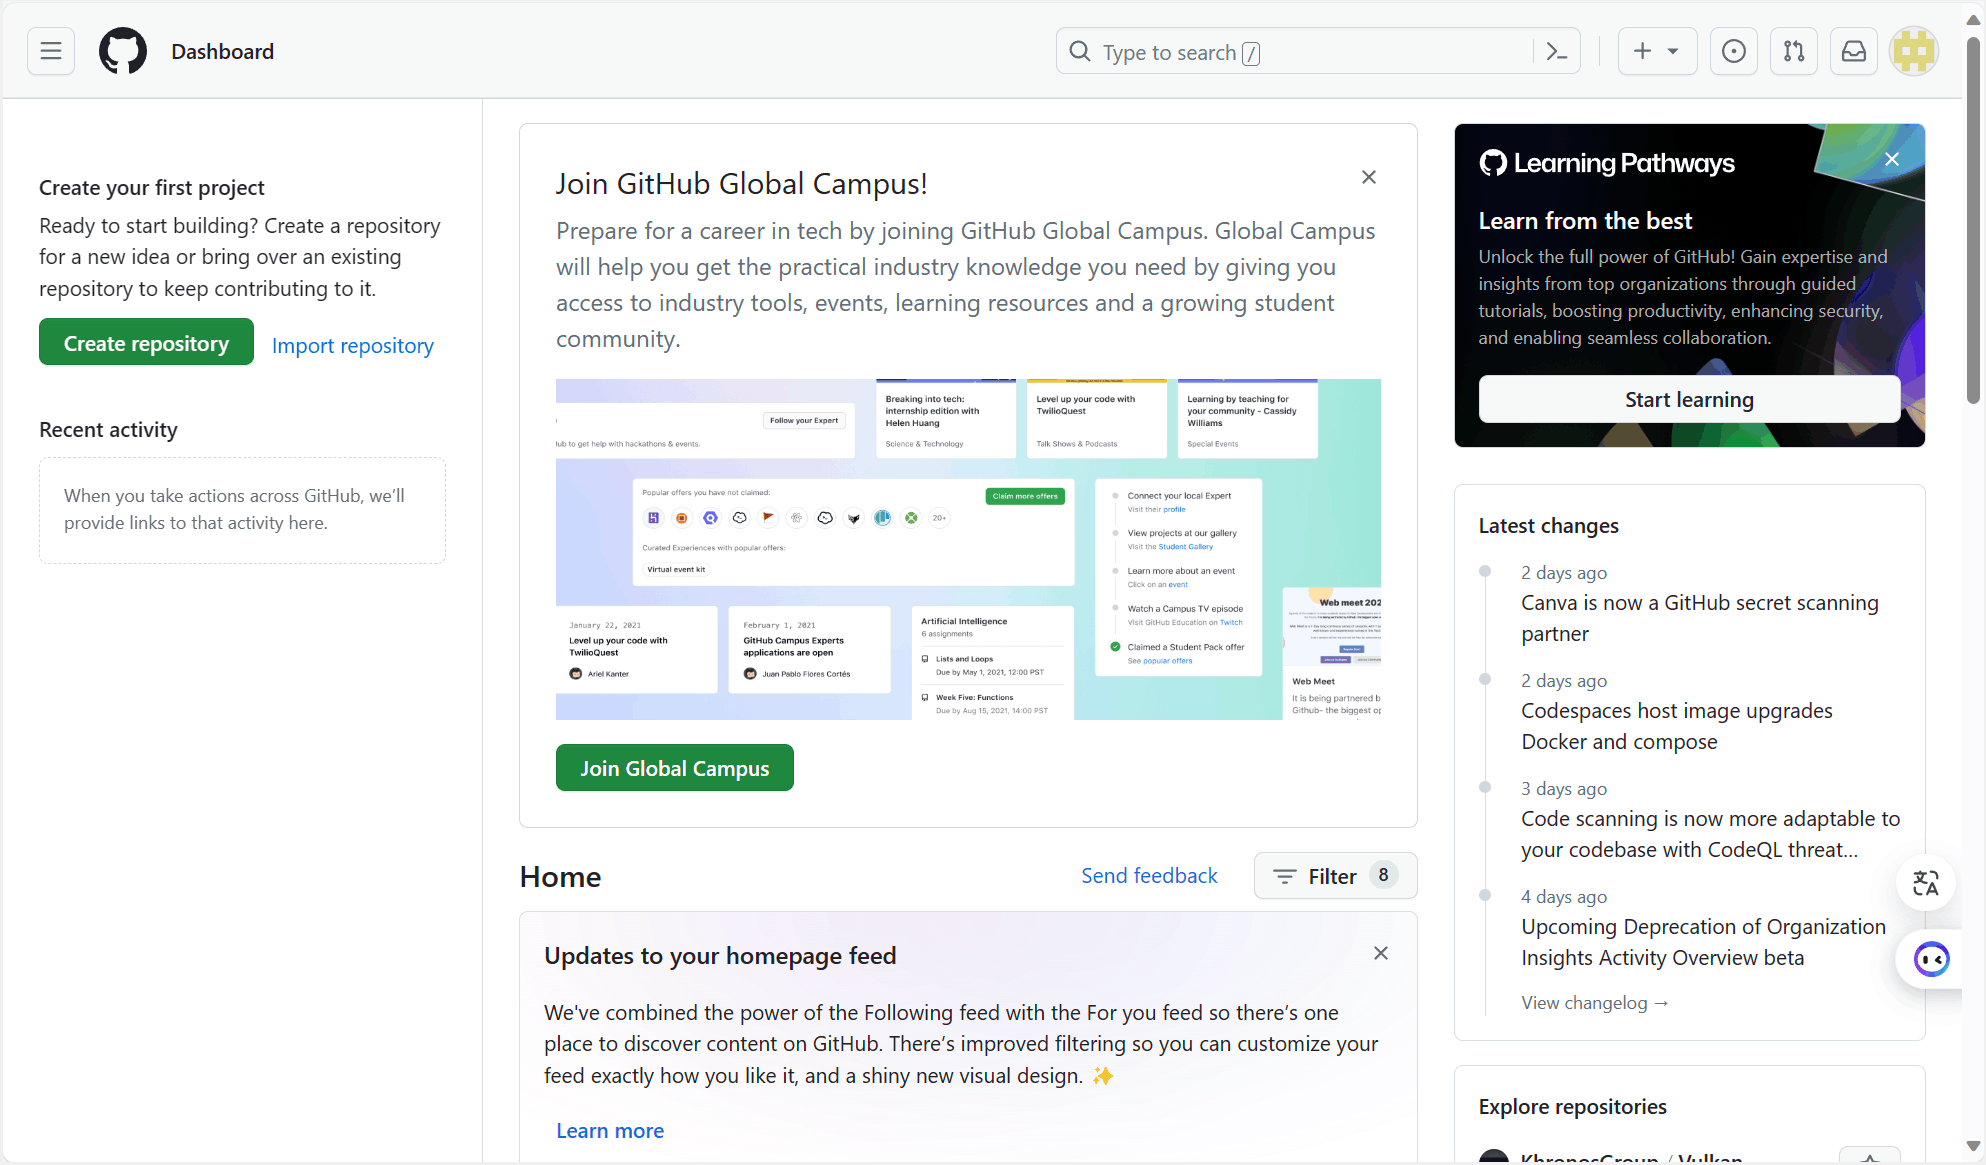 Dashboard
Type to search /
Create your first project
Ready to start building? Create a repository
for a new idea or bring over an existing
repository to keep contributing to it.
Create repository
Import repository
Recent activity
When you take actions across GitHub, we’ll
provide links to that activity here.
Join GitHub Global Campus!
Prepare for a career in tech by joining GitHub Global Campus. Global Campus
will help you get the practical industry knowledge you need by giving you
access to industry tools, events, learning resources and a growing student
community.
Follow your Expert
to get help with hackathons & events.
Breaking into tech:
internship edition with
Helen Huang
Science & Technology
Level up your code with
TwilioQuest
Talk Shows & Podcasts
Learning by teaching for
your community - Cassidy
Williams
Special Events
Popular offers you have not claimed:
Claim more offers
20+
Curated Experiences with popular offers:
Virtual event kit
Connect your local Expert
Visit their profile
View projects at our gallery
Visit the Student Gallery
Learn more about an event
Click on an event
Watch a Campus TV episode
Visit GitHub Education on Twitch
Claimed a Student Pack offer
See popular offers
January 22, 2021
Level up your code with
TwilioQuest
Ariel Kanter
February 1, 2021
GitHub Campus Experts
applications are open
Juan Pablo Flores Cortés
Artificial Intelligence
6 assignments
Lists and Loops
Due by May 1, 2021, 12:00 PST
Week Five: Functions
Due by Aug 15, 2021, 14:00 PST
Web meet 202
Web Meet
It is being partnered b
Github- the biggest op
Join Global Campus
Home
Send feedback
Filter 8
Updates to your homepage feed
We've combined the power of the Following feed with the For you feed so there’s one
place to discover content on GitHub. There’s improved filtering so you can customize your
feed exactly how you like it, and a shiny new visual design. ✨
Learn more
Learning Pathways
Learn from the best
Unlock the full power of GitHub! Gain expertise and
insights from top organizations through guided
tutorials, boosting productivity, enhancing security,
and enabling seamless collaboration.
Start learning
Latest changes
2 days ago
Canva is now a GitHub secret scanning
partner
2 days ago
Codespaces host image upgrades
Docker and compose
3 days ago
Code scanning is now more adaptable to
your codebase with CodeQL threat...
4 days ago
Upcoming Deprecation of Organization
Insights Activity Overview beta
View changelog →
Explore repositories
KhronosGroup / Vulkan